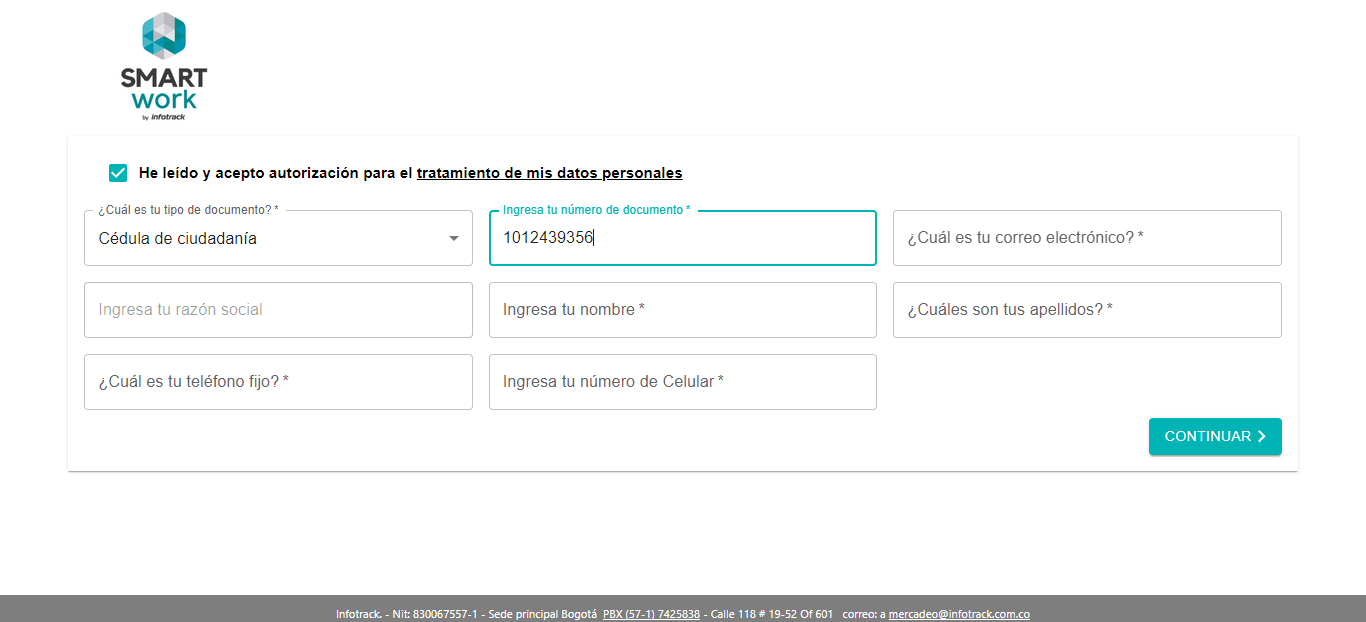 SMART
work
by infotrack
He leído y acepto autorización para el tratamiento de mis datos personales
¿Cuál es tu tipo de documento? *
Cédula de ciudadanía
Ingresa tu número de documento *
1012439356
¿Cuál es tu correo electrónico? *
Ingresa tu razón social
Ingresa tu nombre *
¿Cuáles son tus apellidos? *
¿Cuál es tu teléfono fijo? *
Ingresa tu número de Celular *
CONTINUAR
Infotrack. - Nit: 830067557-1 - Sede principal Bogotá PBX (57-1) 7425838 - Calle 118 # 19-52 Of 601 correo: a mercadeo@infotrack.com.co